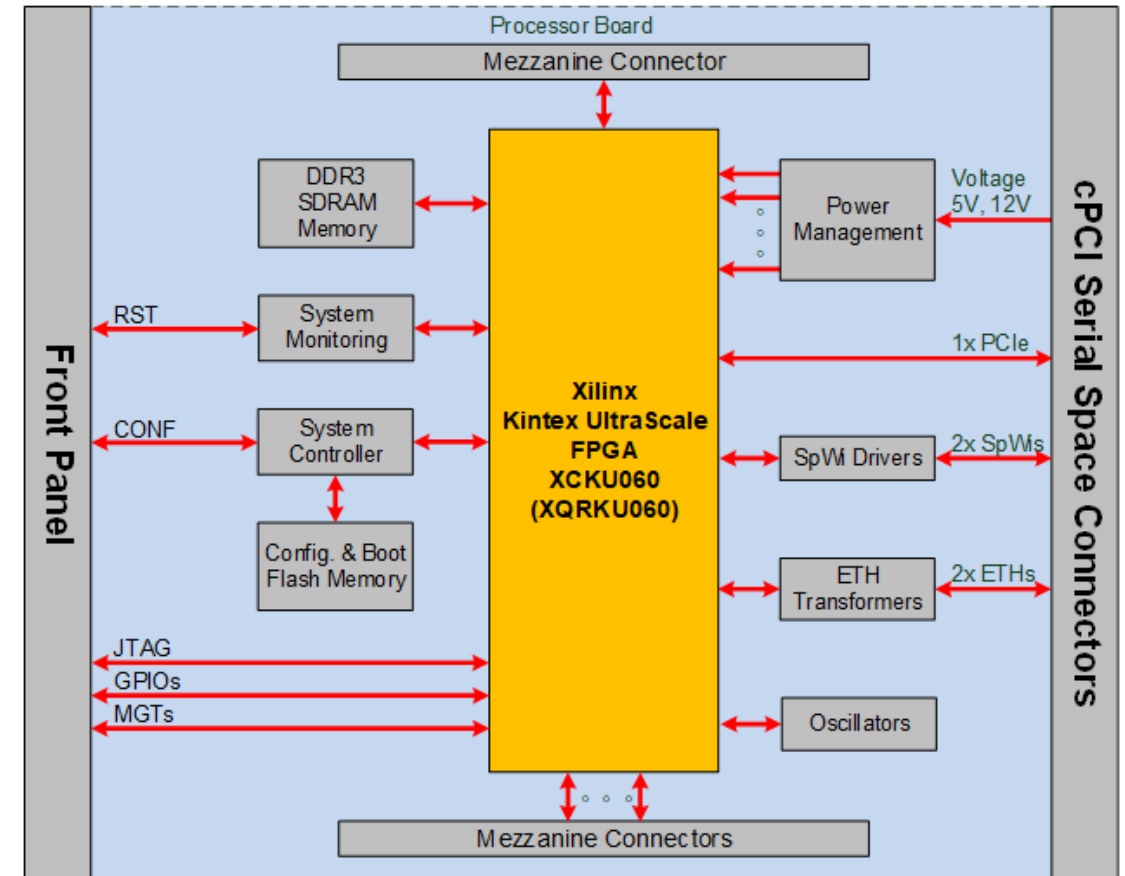 Processor Board
Mezzanine Connector
DDR3
SDRAM
Memory
Power
Management
Voltage
5V, 12V
RST
System
Monitoring
1x PCIe
Front Panel
cPCI Serial Space Connectors
Xilinx
Kintex UltraScale
FPGA
XCKU060
(XQRKU060)
CONF
System
Controller
SpWi Drivers
2x SpWis
Config. & Boot
Flash Memory
ETH
Transformers
2x ETHs
JTAG
GPIOs
MGTs
Oscillators
Mezzanine Connectors